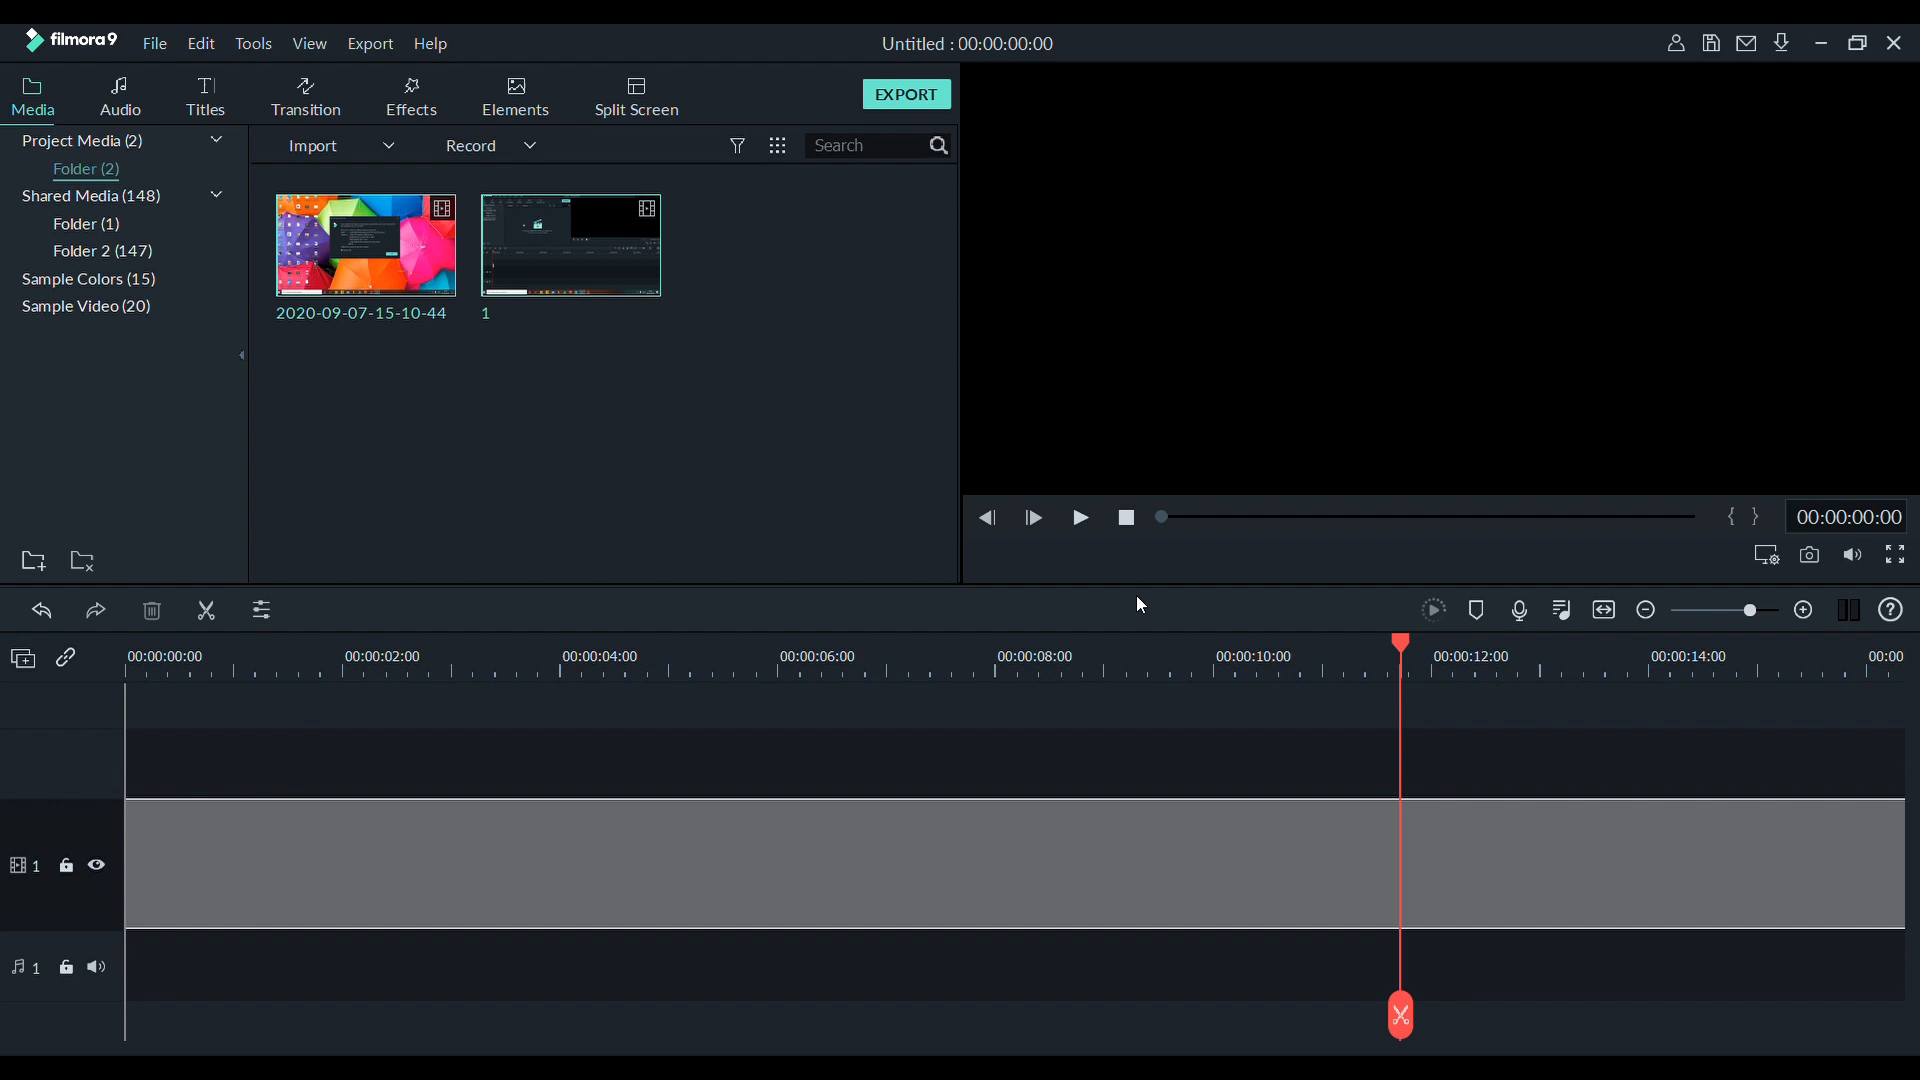 filmora9 File Edit Tools View Export Help Untitled : 00:00:00:00
Media Audio Titles Transition Effects Elements Split Screen EXPORT
Project Media (2)
Folder (2)
Shared Media (148)
Folder (1)
Folder 2 (147)
Sample Colors (15)
Sample Video (20)
Import Record Search
2020-09-07-15-10-44 1
{ } 00:00:00:00
00:00:00:00 00:00:02:00 00:00:04:00 00:00:06:00 00:00:08:00 00:00:10:00 00:00:12:00 00:00:14:00 00:00
1
1